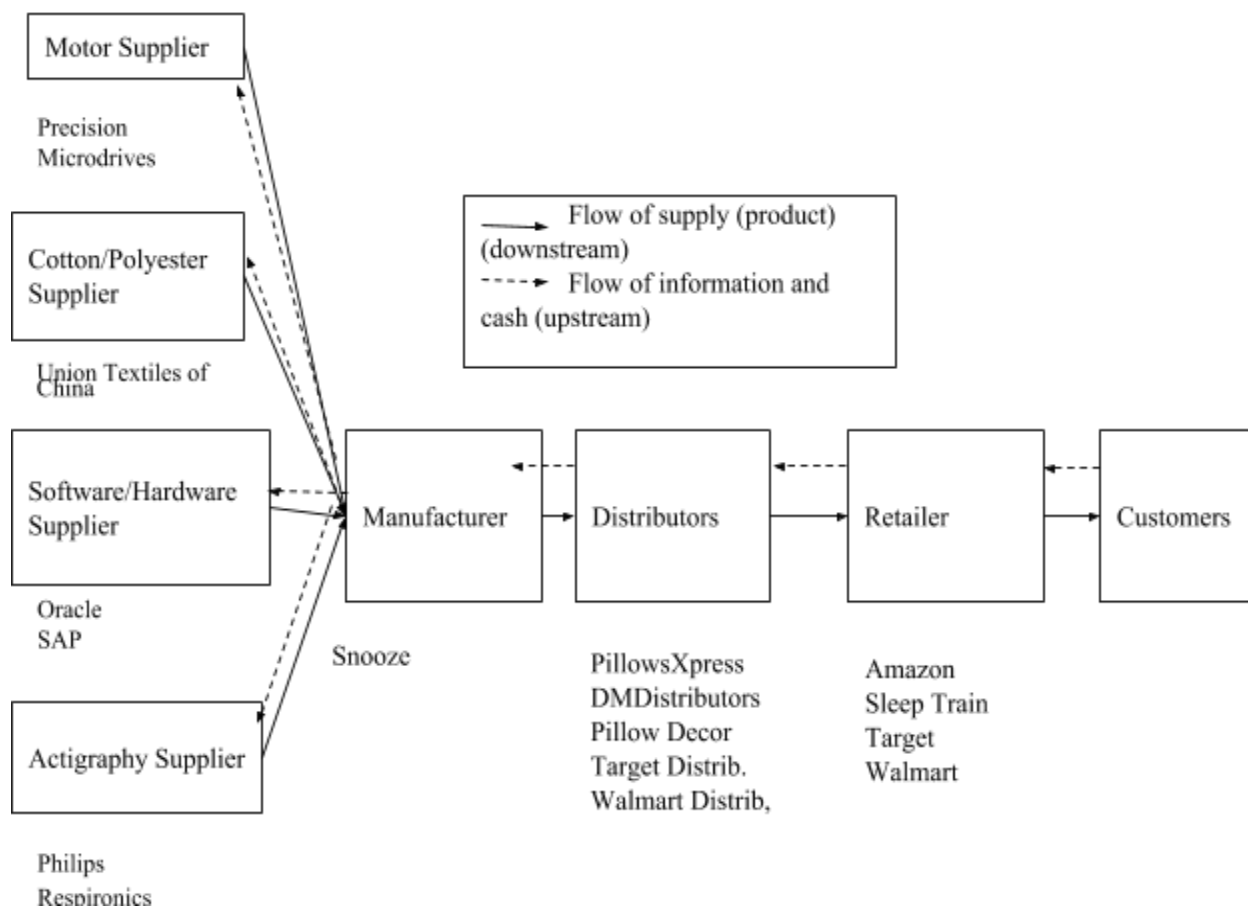 Motor Supplier
Precision
Microdrives
Cotton/Polyester
Supplier
Union Textiles of
China
Software/Hardware
Supplier
Oracle
SAP
Actigraphy Supplier
Philips
Respironics
Flow of supply (product)
(downstream)
Flow of information and
cash (upstream)
Manufacturer
Snooze
Distributors
PillowsXpress
DMDistributors
Pillow Decor
Target Distrib.
Walmart Distrib,
Retailer
Amazon
Sleep Train
Target
Walmart
Customers